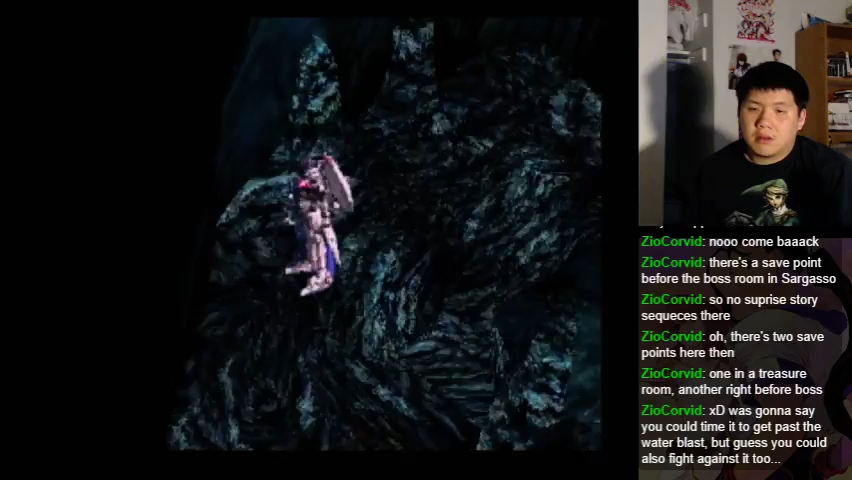 ZioCorvid: nooo come baaack
ZioCorvid: there's a save point
before the boss room in Sargasso
ZioCorvid: so no suprise story
sequeces there
ZioCorvid: oh, there's two save
points here then
ZioCorvid: one in a treasure
room, another right before boss
ZioCorvid: xD was gonna say
you could time it to get past the
water blast, but guess you could
also fight against it too...